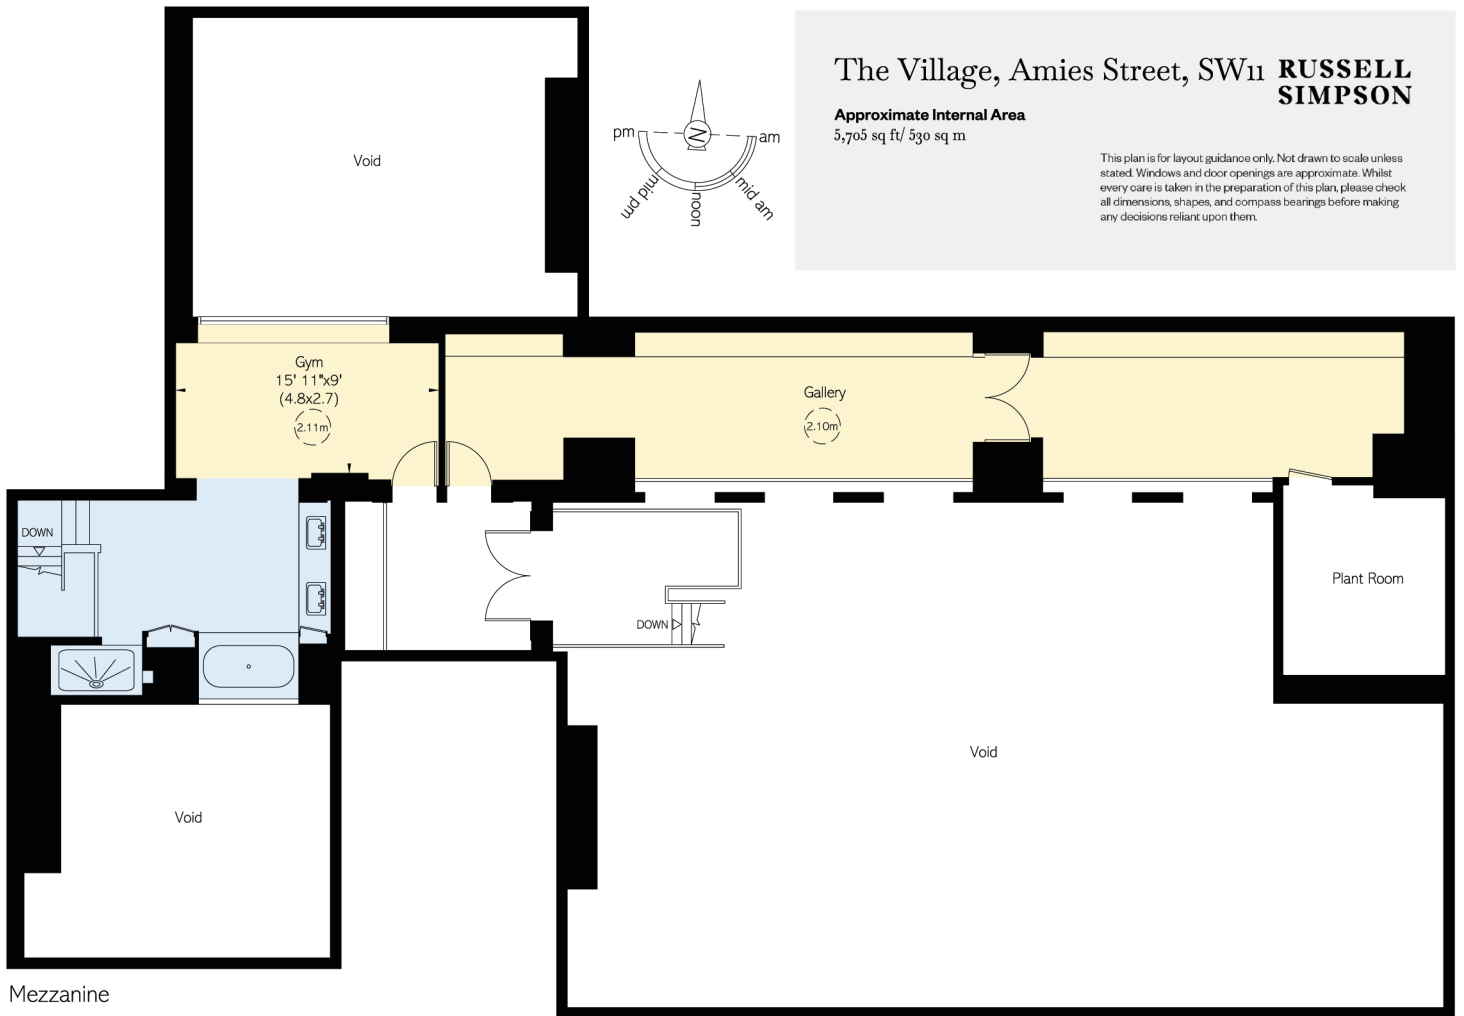 The Village, Amies Street, SW11
RUSSELL
SIMPSON
Approximate Internal Area
5,705 sq ft/ 530 sq m
This plan is for layout guidance only. Not drawn to scale unless
stated. Windows and door openings are approximate. Whilst
every care is taken in the preparation of this plan, please check
all dimensions, shapes, and compass bearings before making
any decisions reliant upon them.
Void
pm
N
am
mid pm
noon
mid am
Gym
15' 11"x9'
(4.8x2.7)
2.11m
Gallery
2.10m
DOWN
Plant Room
DOWN
Void
Void
Mezzanine